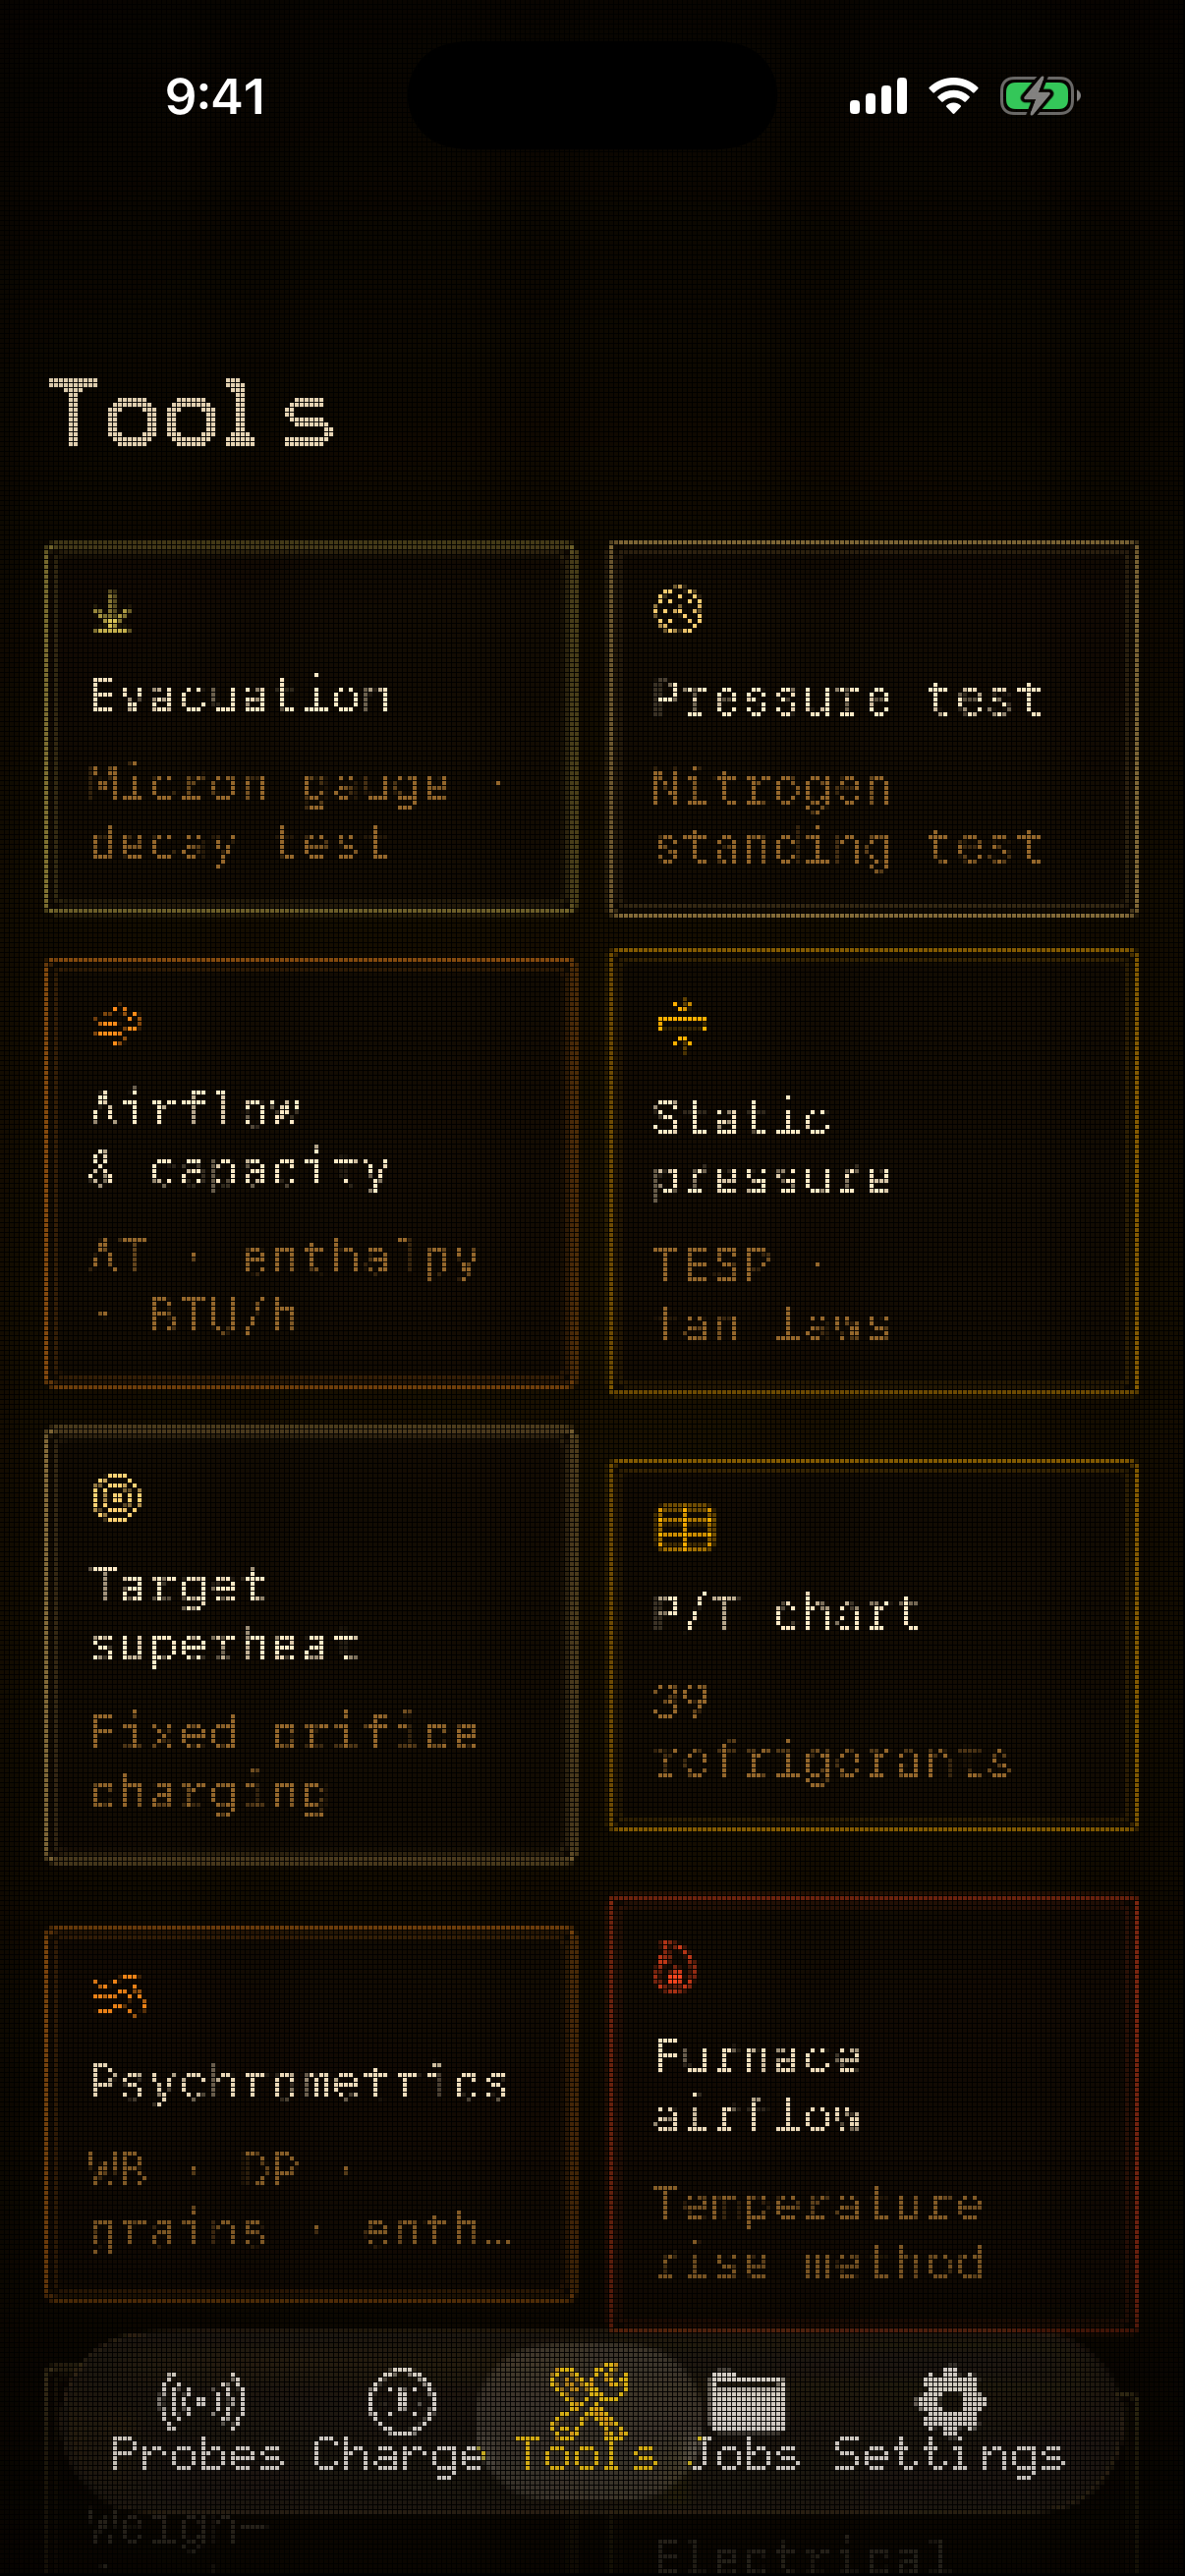 9:41
Tools
Evacuation
Micron gauge ·
decay test
Pressure test
Nitrogen
standing test
Airflow
& capacity
ΔT · enthalpy
· BTU/h
Static
pressure
TESP ·
fan laws
Target
superheat
Fixed orifice
charging
P/T chart
39
refrigerants
Psychrometrics
WB · DP ·
grains · enth…
Furnace
airflow
Temperature
rise method
Probes Charge Tools Jobs Settings
Weigh-
Electrical